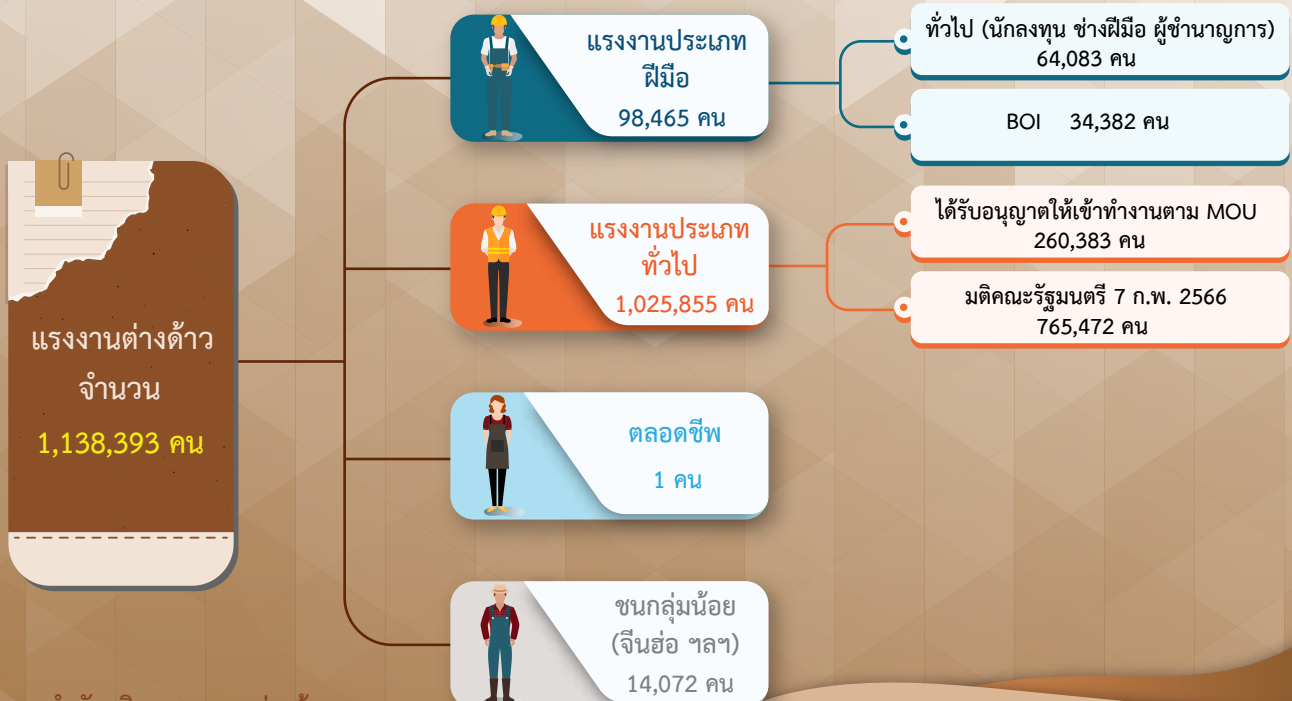 แรงงานต่างด้าว
จำนวน
1,138,393 คน
แรงงานประเภท
ฝีมือ
98,465 คน
ทั่วไป (นักลงทุน ช่างฝีมือ ผู้ชำนาญการ)
64,083 คน
BOI 34,382 คน
แรงงานประเภท
ทั่วไป
1,025,855 คน
ได้รับอนุญาตให้เข้าทำงานตาม MOU
260,383 คน
มติคณะรัฐมนตรี 7 ก.พ. 2566
765,472 คน
ตลอดชีพ
1 คน
ชนกลุ่มน้อย
(จีนฮ่อ ฯลฯ)
14,072 คน